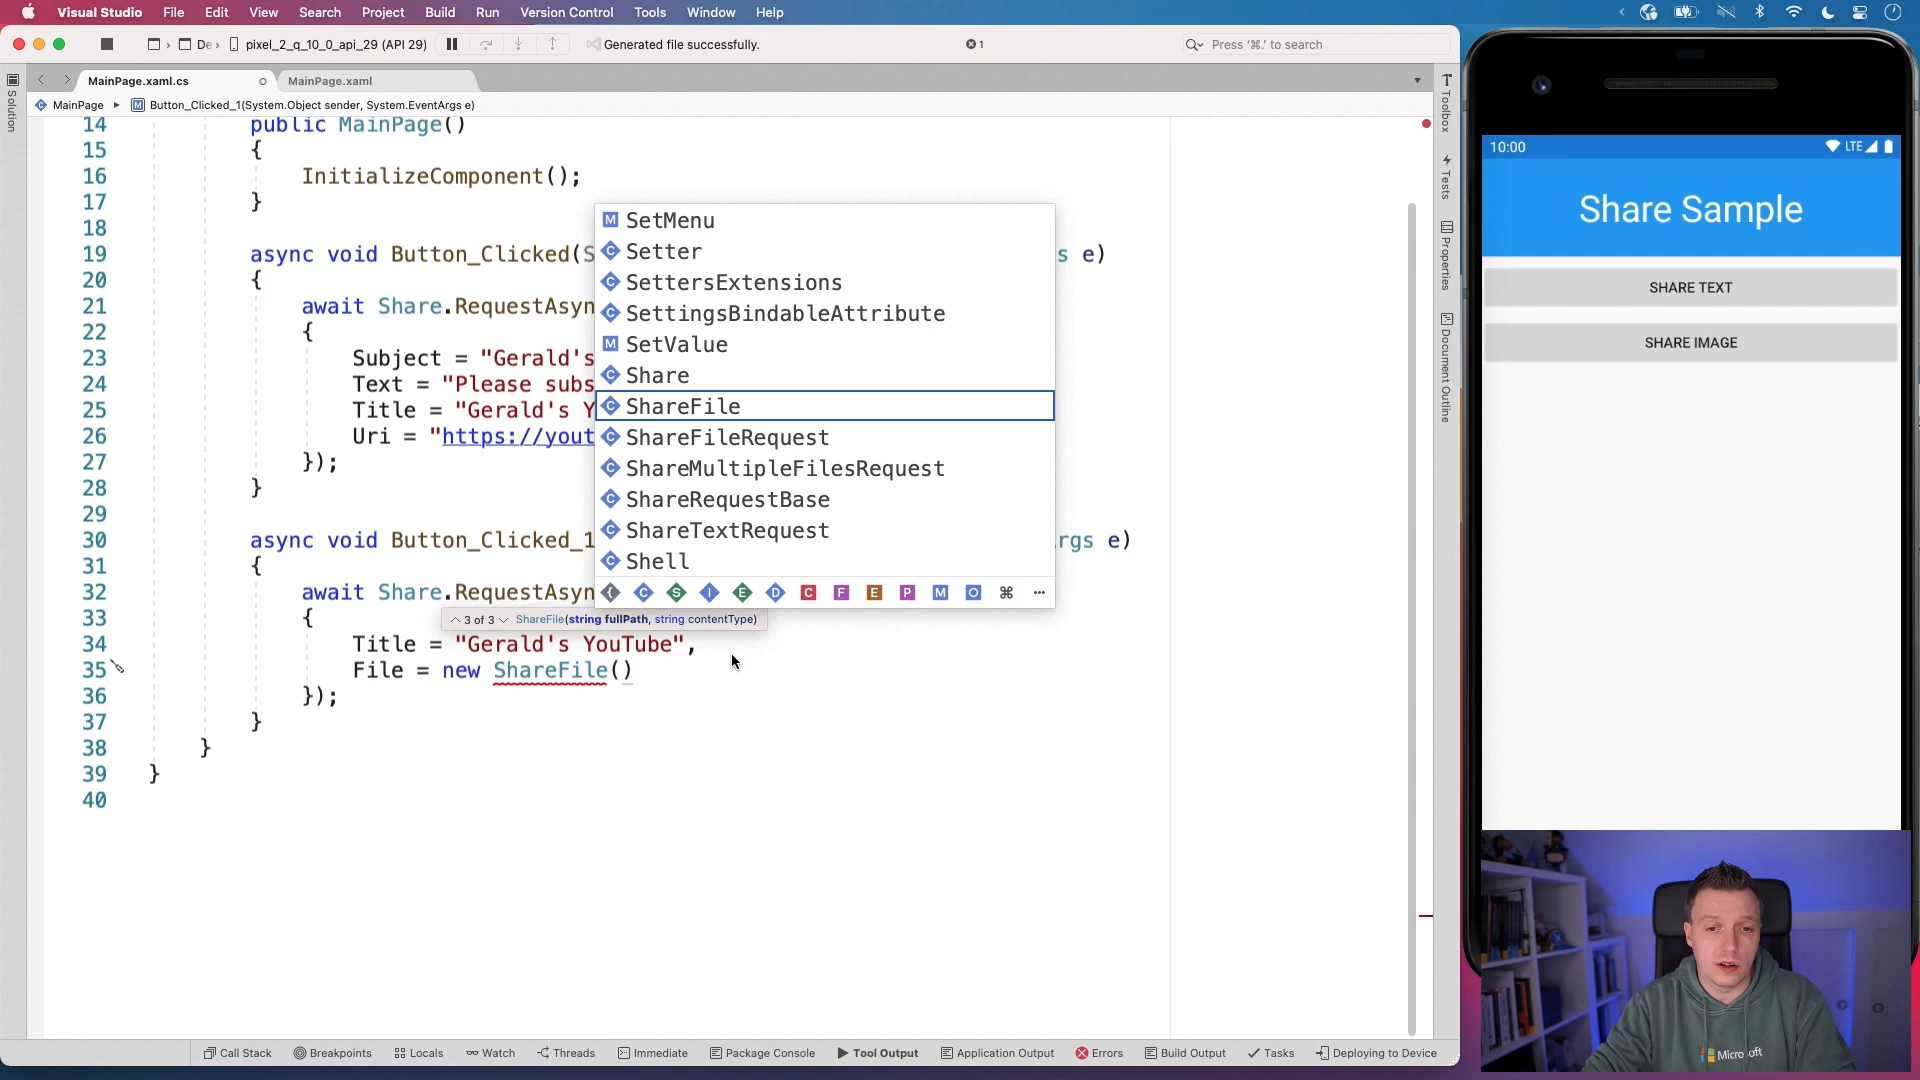 Visual Studio File Edit View Search Project Build Run Version Control Tools Window Help
De pixel_2_q_10_0_api_29 (API 29) Generated file successfully. 1 Press '⌘.' to search
MainPage.xaml.cs MainPage.xaml
MainPage Button_Clicked_1(System.Object sender, System.EventArgs e)
Solution
14 public MainPage()
15 {
16 InitializeComponent();
17 }
18
19 async void Button_Clicked(S s e)
20 {
21 await Share.RequestAsyn
22 {
23 Subject = "Gerald's
24 Text = "Please subs
25 Title = "Gerald's Y
26 Uri = "https://yout
27 });
28 }
29
30 async void Button_Clicked_1 rgs e)
31 {
32 await Share.RequestAsyn
33 {
34 Title = "Gerald's YouTube",
35 File = new ShareFile()
36 });
37 }
38 }
39 }
40
SetMenu
Setter
SettersExtensions
SettingsBindableAttribute
SetValue
Share
ShareFile
ShareFileRequest
ShareMultipleFilesRequest
ShareRequestBase
ShareTextRequest
Shell
C S I E D C F E P M O ⌘ ...
3 of 3 ShareFile(string fullPath, string contentType)
Toolbox
Tests
Properties
Document Outline
Call Stack Breakpoints Locals Watch Threads Immediate Package Console Tool Output Application Output Errors Build Output Tasks Deploying to Device
10:00 LTE
Share Sample
SHARE TEXT
SHARE IMAGE
Microsoft